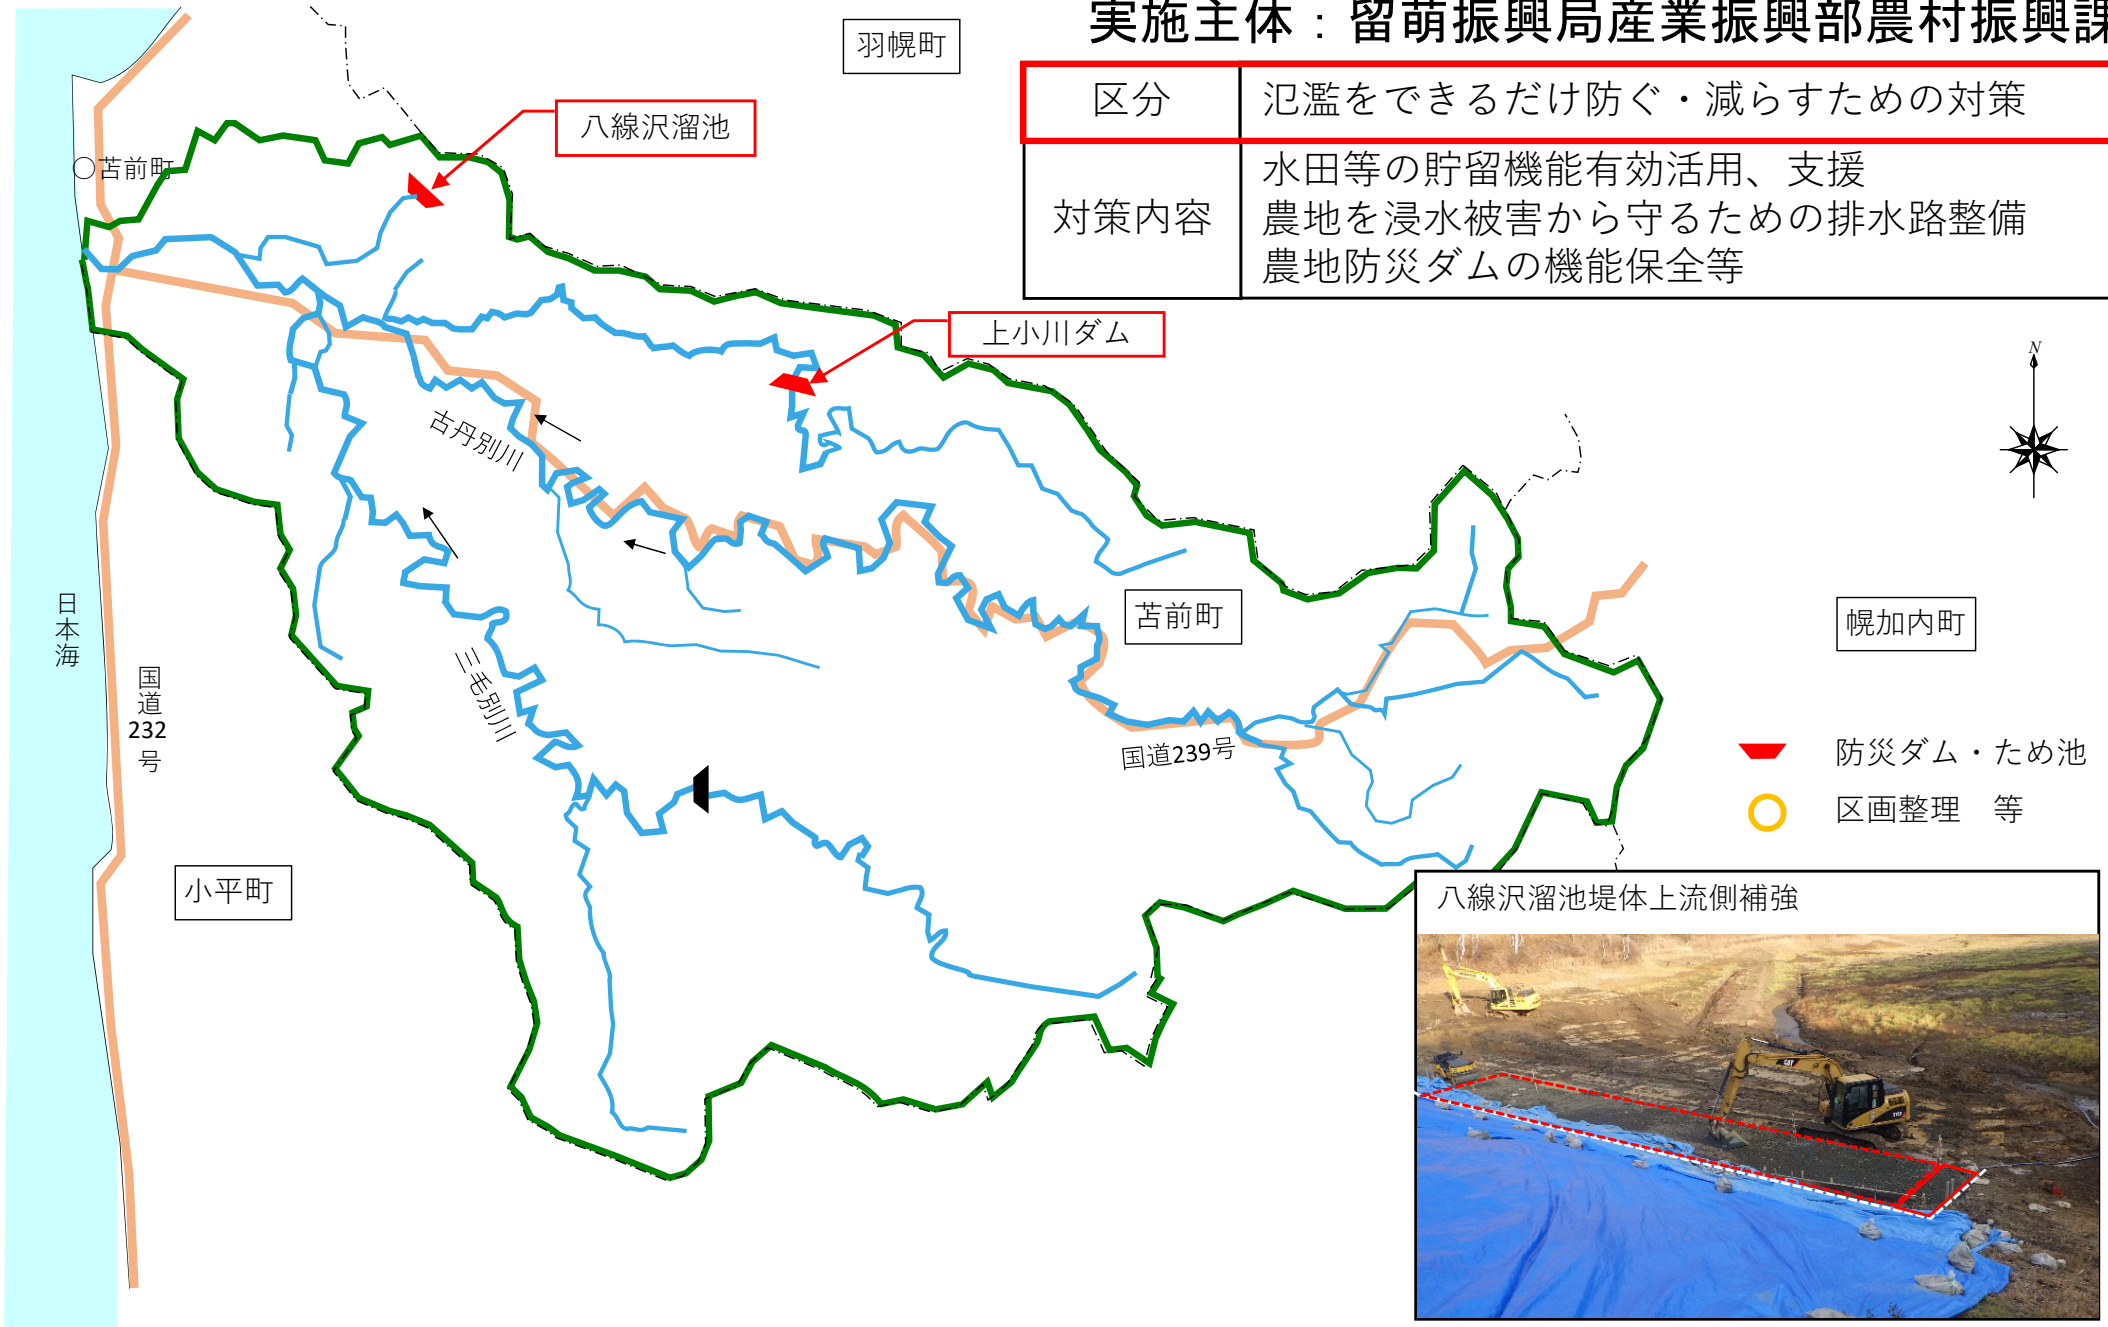 実施主体：留萌振興局産業振興部農村振興課
区分
氾濫をできるだけ防ぐ・減らすための対策
対策内容
水田等の貯留機能有効活用、支援
農地を浸水被害から守るための排水路整備
農地防災ダムの機能保全等
羽幌町
八線沢溜池
○苫前町
上小川ダム
N
古丹別川
三毛別川
日本海
国道232号
苫前町
幌加内町
国道239号
小平町
防災ダム・ため池
区画整理　等
八線沢溜池堤体上流側補強
CAT